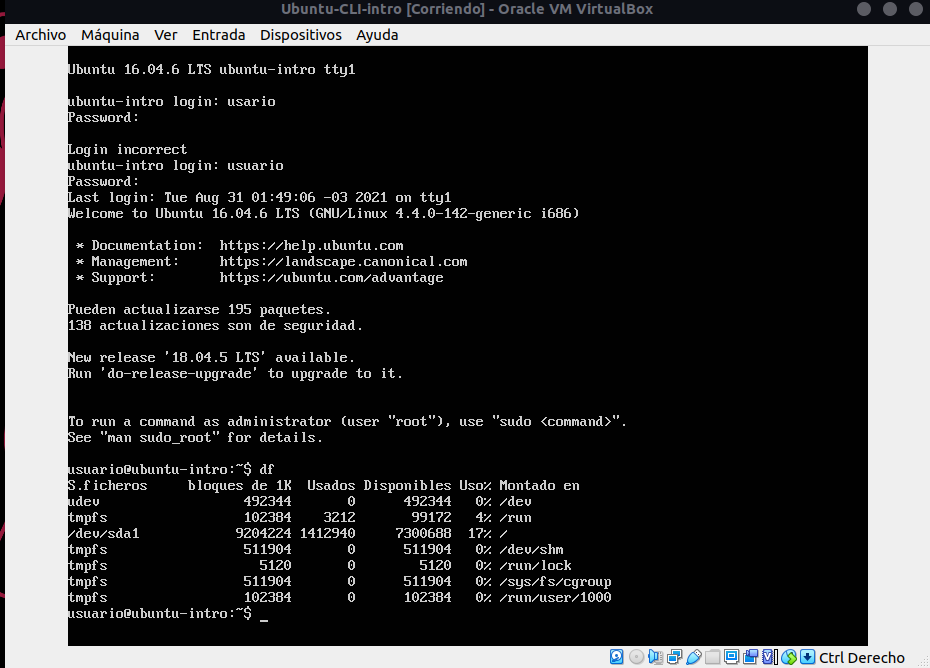 Ubuntu-CLI-intro [Corriendo] - Oracle VM VirtualBox
Archivo Máquina Ver Entrada Dispositivos Ayuda
Ubuntu 16.04.6 LTS ubuntu-intro tty1
ubuntu-intro login: usario
Password:
Login incorrect
ubuntu-intro login: usuario
Password:
Last login: Tue Aug 31 01:49:06 -03 2021 on tty1
Welcome to Ubuntu 16.04.6 LTS (GNU/Linux 4.4.0-142-generic i686)
* Documentation:  https://help.ubuntu.com
* Management:     https://landscape.canonical.com
* Support:        https://ubuntu.com/advantage
Pueden actualizarse 195 paquetes.
138 actualizaciones son de seguridad.
New release '18.04.5 LTS' available.
Run 'do-release-upgrade' to upgrade to it.
To run a command as administrator (user "root"), use "sudo <command>".
See "man sudo_root" for details.
usuario@ubuntu-intro:~$ df
S.ficheros     bloques de 1K  Usados Disponibles Uso% Montado en
udev                  492344       0      492344   0% /dev
tmpfs                 102384    3212       99172   4% /run
/dev/sda1            9204224 1412940     7300688  17% /
tmpfs                 511904       0      511904   0% /dev/shm
tmpfs                   5120       0        5120   0% /run/lock
tmpfs                 511904       0      511904   0% /sys/fs/cgroup
tmpfs                 102384       0      102384   0% /run/user/1000
usuario@ubuntu-intro:~$ _
Ctrl Derecho